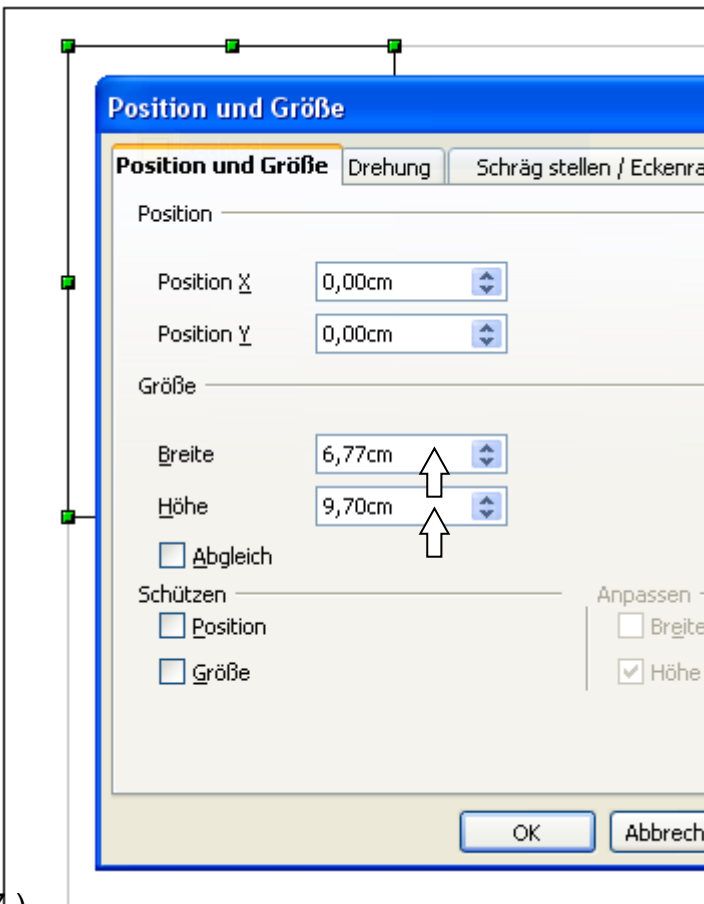 Position und Größe
Position und Größe Drehung Schräg stellen / Eckenra
Position
Position X 0,00cm
Position Y 0,00cm
Größe
Breite 6,77cm
Höhe 9,70cm
Abgleich
Schützen Anpassen
Position Breite
Größe Höhe
OK Abbrech